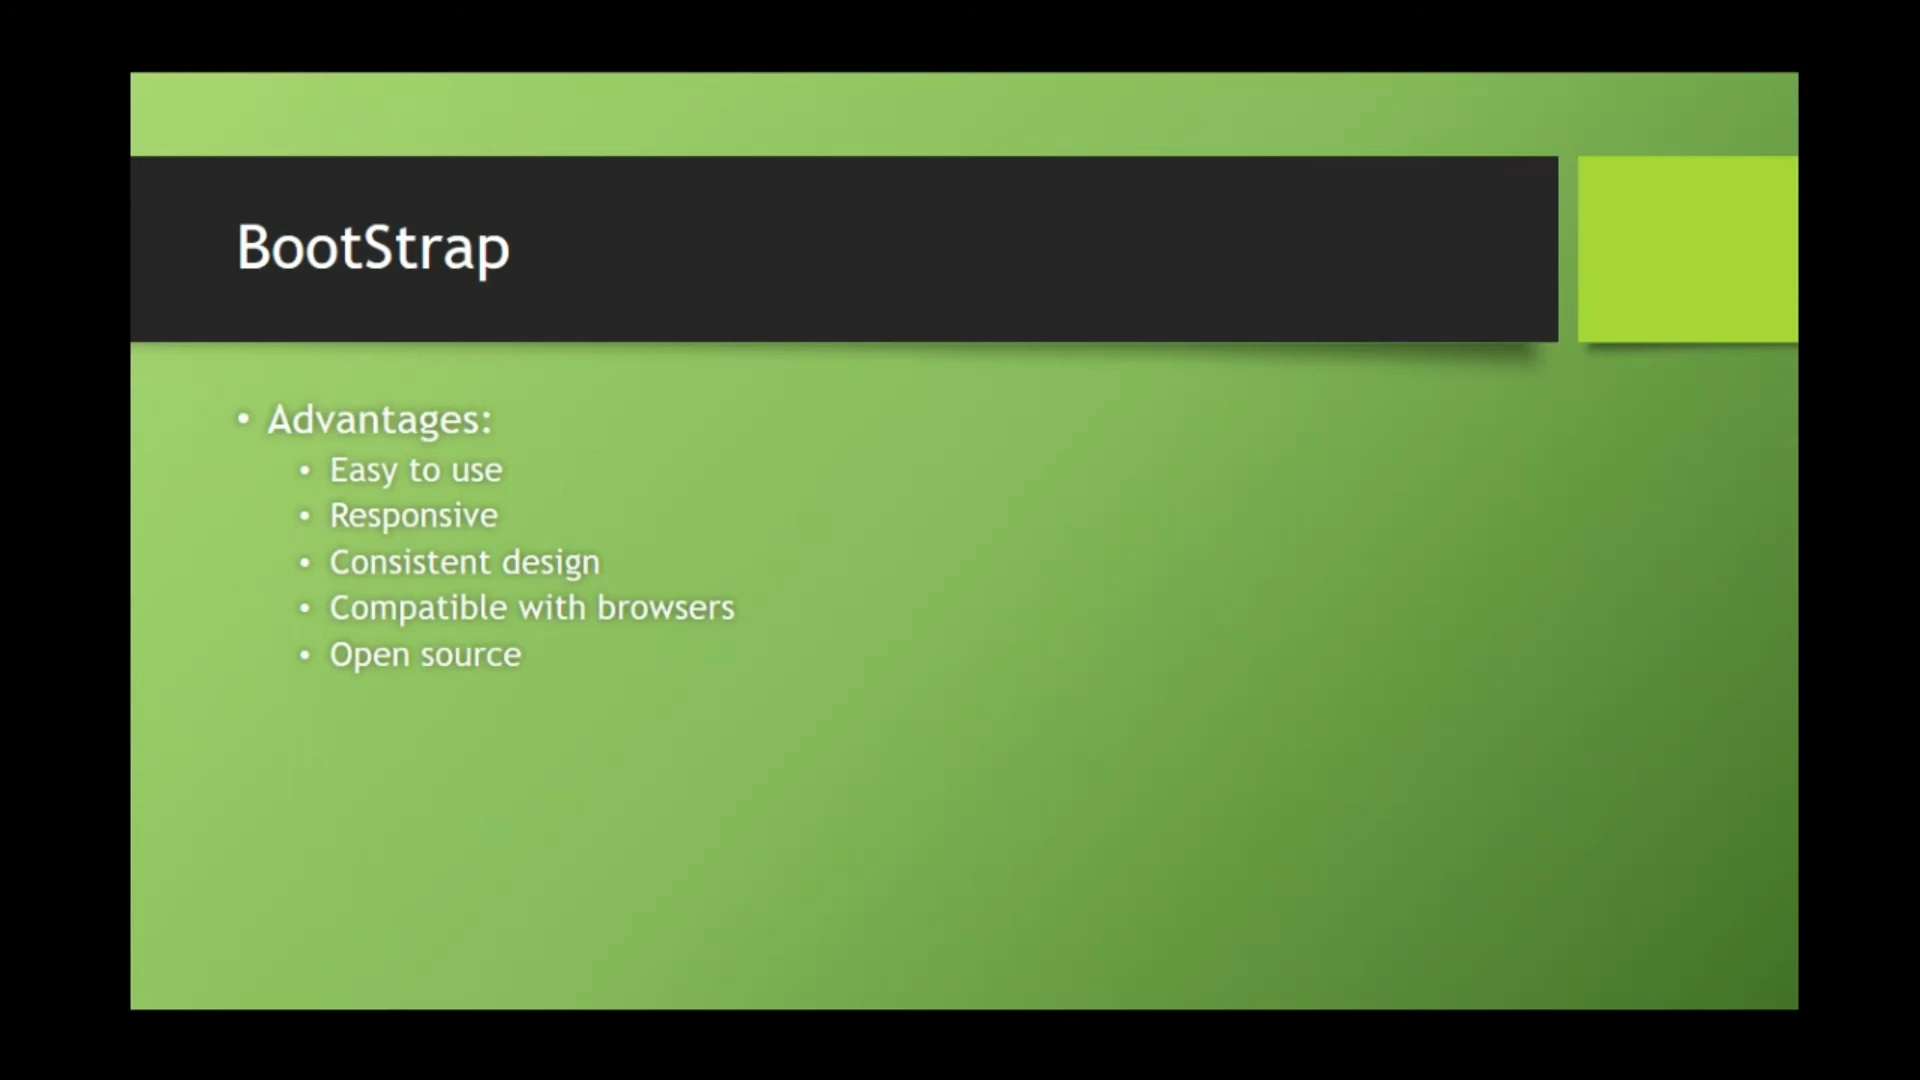 BootStrap
• Advantages:
• Easy to use
• Responsive
• Consistent design
• Compatible with browsers
• Open source